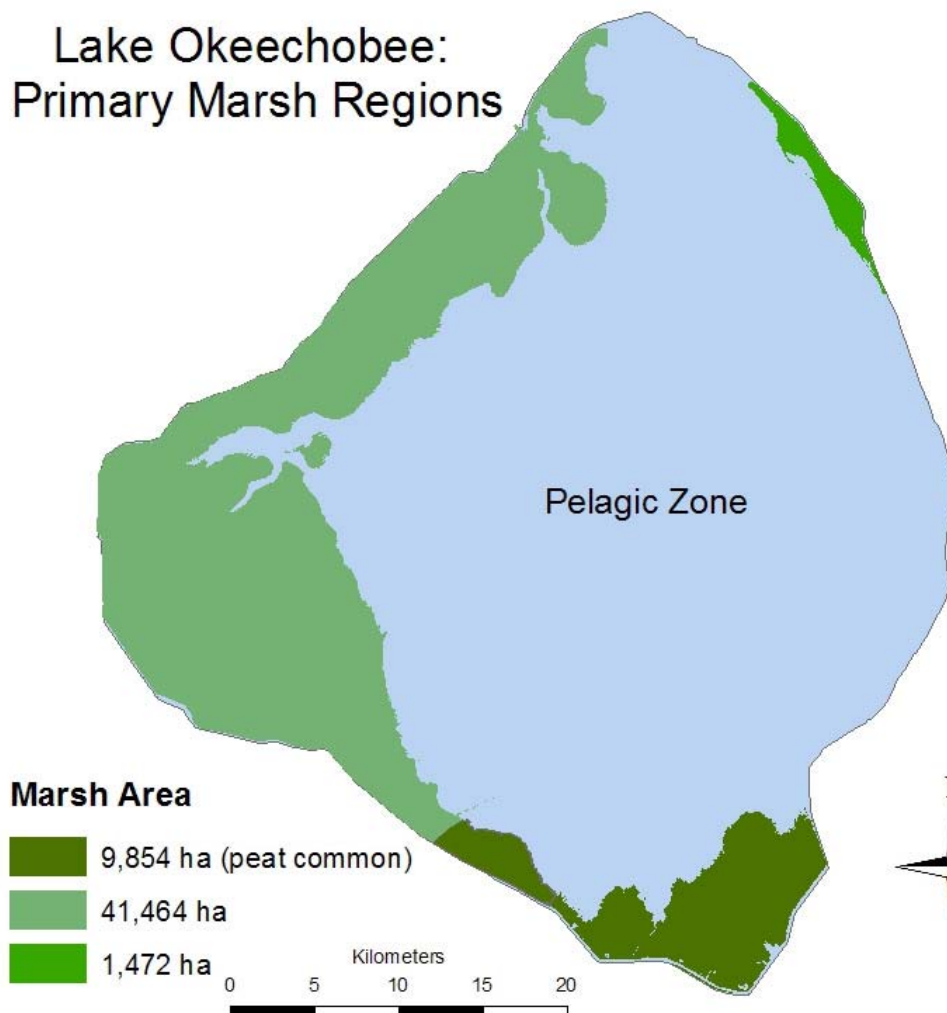 Lake Okeechobee:
Primary Marsh Regions
Pelagic Zone
Marsh Area
9,854 ha (peat common)
41,464 ha
1,472 ha
Kilometers
0 5 10 15 20